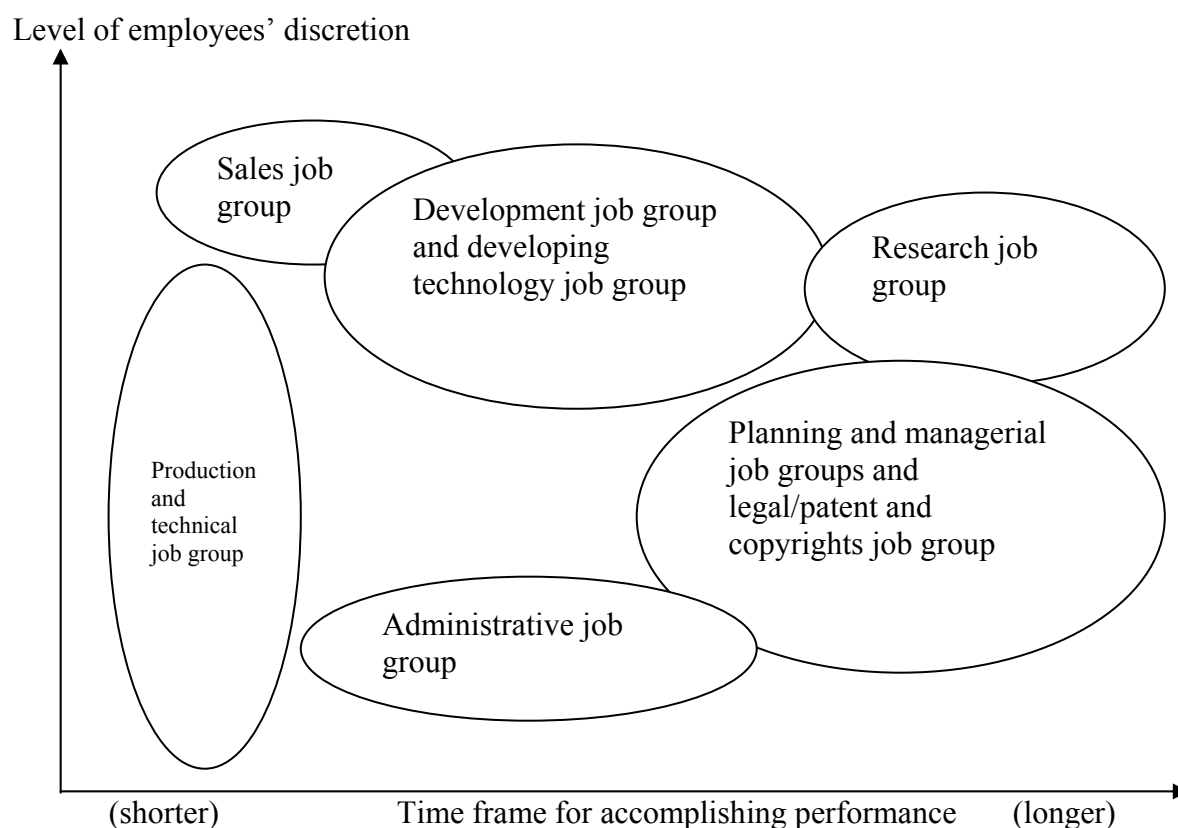 Level of employees’ discretion
Sales job
group
Development job group
and developing
technology job group
Research job
group
Production
and
technical
job group
Planning and managerial
job groups and
legal/patent and
copyrights job group
Administrative job
group
(shorter)
Time frame for accomplishing performance
(longer)